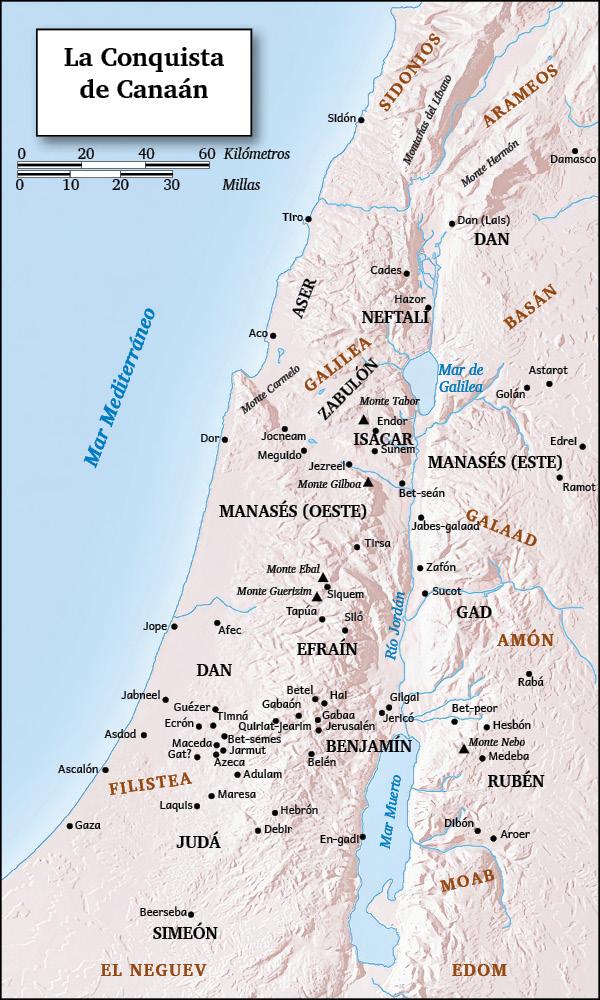 La Conquista
de Canaán
0 20 40 60 Kilómetros
0 10 20 30 Millas
SIDONIOS
ARAMEOS
Montañas del Líbano
Sidón
Monte Hermón
Damasco
Tiro
Dan (Lais)
DAN
Cades
ASER
Hazor
NEFTALÍ
BASÁN
Mar Mediterráneo
Aco
GALILEA
Mar de
Galilea
Astarot
Golán
Monte Carmelo
ZABULÓN
Monte Tabor
Endor
Jocneam
ISACAR
Dor
Sunem
Edrei
Meguido
MANASÉS (ESTE)
Jezreel
Monte Gilboa
Bet-seán
Ramot
MANASÉS (OESTE)
Jabes-galaad
GALAAD
Tirsa
Zafón
Monte Ebal
Monte Guerizim
Siquem
Sucot
Tapúa
Siló
GAD
Río Jordán
Jope
Afec
EFRAÍN
AMÓN
DAN
Rabá
Jabneel
Betel
Hai
Gilgal
Guézer
Gabaón
Jericó
Bet-peor
Timná
Gabaa
Ecrón
Quiriat-jearim
Jerusalén
Hesbón
Asdod
Bet-semes
BENJAMÍN
Monte Nebo
Maceda
Jarmut
Gat?
Azeca
Belén
Medeba
Ascalón
Adulam
FILISTEA
RUBÉN
Maresa
Laquis
Hebrón
Mar Muerto
Gaza
Debir
Dibón
JUDÁ
En-gadi
Aroer
MOAB
Beerseba
SIMEÓN
EL NEGUEV
EDOM